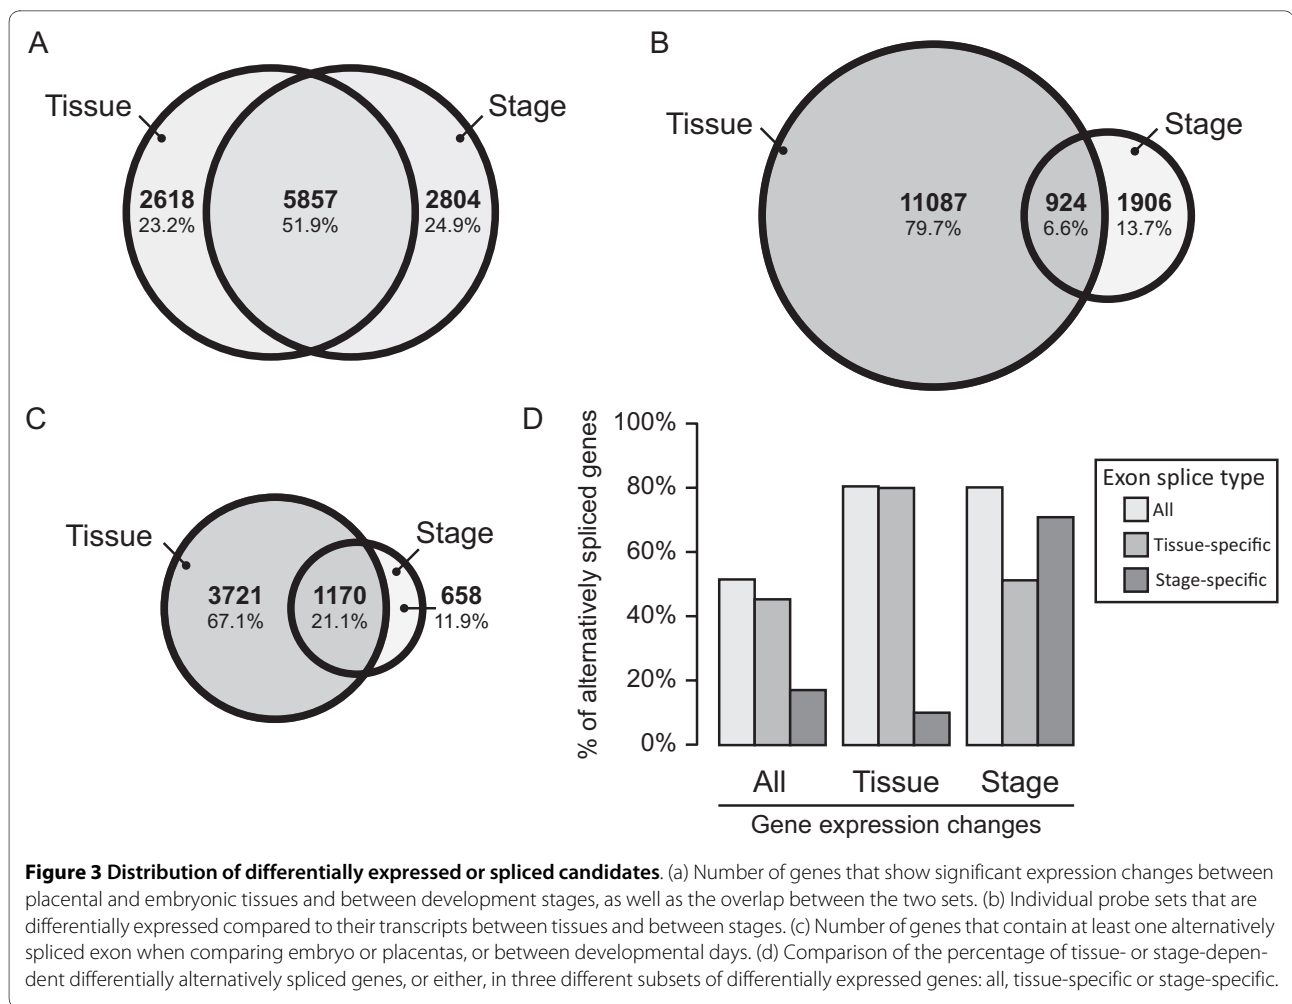 A
Tissue
Stage
2618
23.2%
5857
51.9%
2804
24.9%
B
Tissue
Stage
11087
79.7%
924
6.6%
1906
13.7%
C
Tissue
Stage
3721
67.1%
1170
21.1%
658
11.9%
D
% of alternatively spliced genes
100%
80%
60%
40%
20%
0%
All
Tissue
Stage
Gene expression changes
Exon splice type
All
Tissue-specific
Stage-specific
Figure 3 Distribution of differentially expressed or spliced candidates. (a) Number of genes that show significant expression changes between
placental and embryonic tissues and between development stages, as well as the overlap between the two sets. (b) Individual probe sets that are
differentially expressed compared to their transcripts between tissues and between stages. (c) Number of genes that contain at least one alternatively
spliced exon when comparing embryo or placentas, or between developmental days. (d) Comparison of the percentage of tissue- or stage-depen-
dent differentially alternatively spliced genes, or either, in three different subsets of differentially expressed genes: all, tissue-specific or stage-specific.